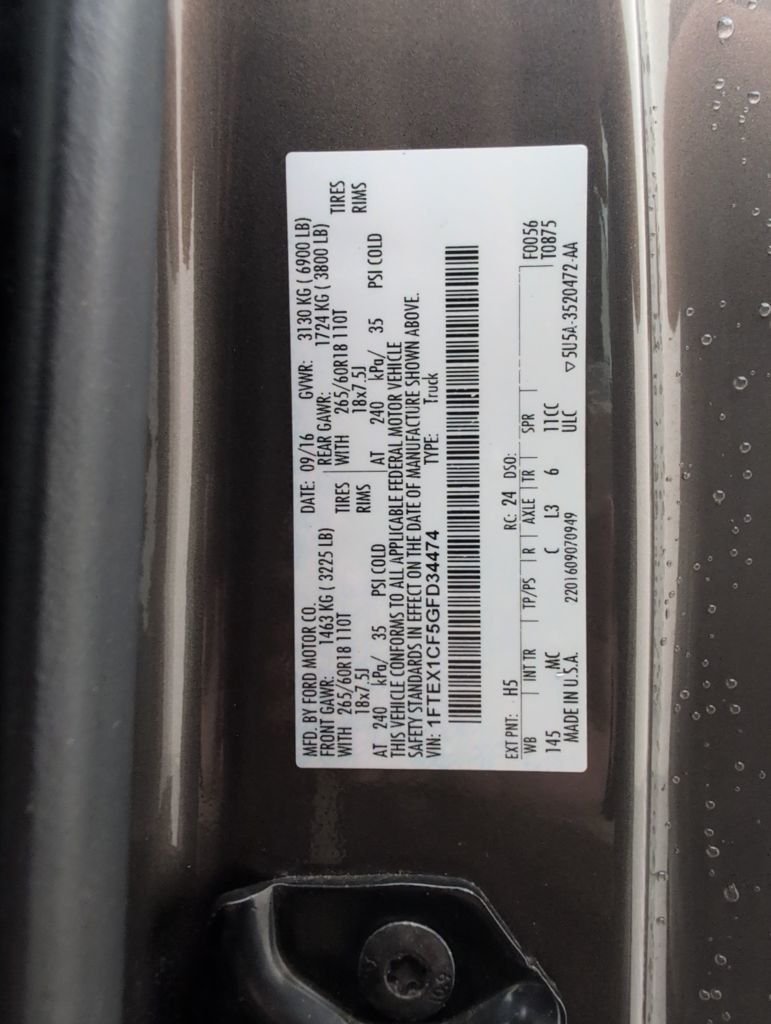 MFD. BY FORD MOTOR CO.
DATE: 09/16 GVWR: 3130 KG ( 6900 LB)
FRONT GAWR: 1463 KG ( 3225 LB) REAR GAWR: 1724 KG ( 3800 LB)
WITH 265/60R18 110T TIRES WITH 265/60R18 110T TIRES
18x7.5J RIMS 18x7.5J RIMS
AT 240 kPa/ 35 PSI COLD AT 240 kPa/ 35 PSI COLD
THIS VEHICLE CONFORMS TO ALL APPLICABLE FEDERAL MOTOR VEHICLE
SAFETY STANDARDS IN EFFECT ON THE DATE OF MANUFACTURE SHOWN ABOVE.
VIN: 1FTEX1CF5GFD34474 TYPE: Truck
EXT PNT: H5 RC: 24 DSO: F0056
WB INT TR TP/PS R AXLE TR SPR T0875
145 MC C L3 6 11CC
MADE IN U.S.A. 2201609070949 ULC ▽5U5A-3520472-AA